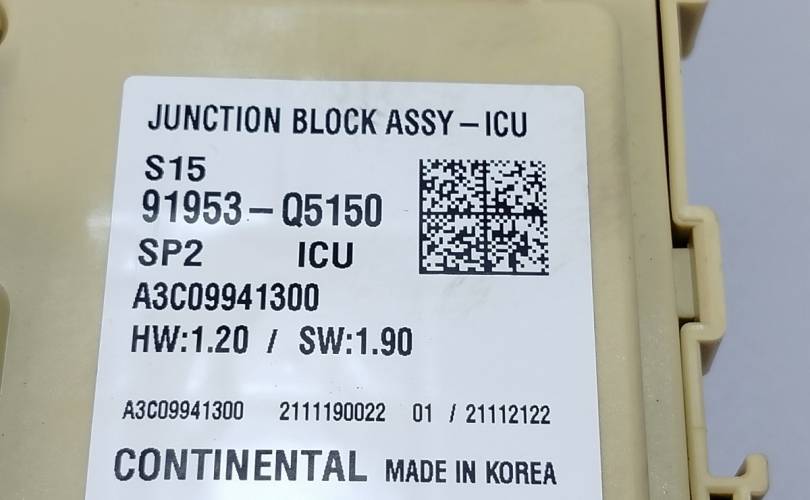 JUNCTION BLOCK ASSY – ICU
S15
91953 – Q5150
SP2 ICU
A3C09941300
HW:1.20 / SW:1.90
A3C09941300 2111190022 01 / 21112122
CONTINENTAL MADE IN KOREA